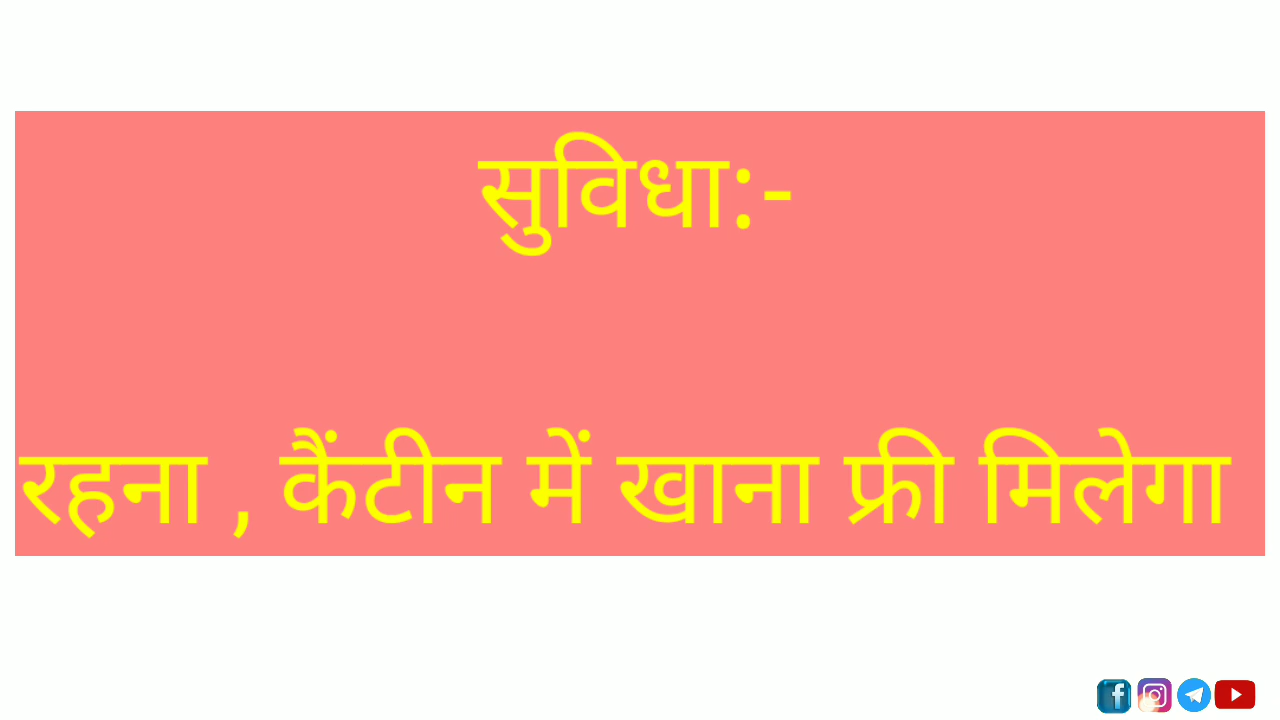 सुविधा:-
रहना , कैंटीन में खाना फ्री मिलेगा